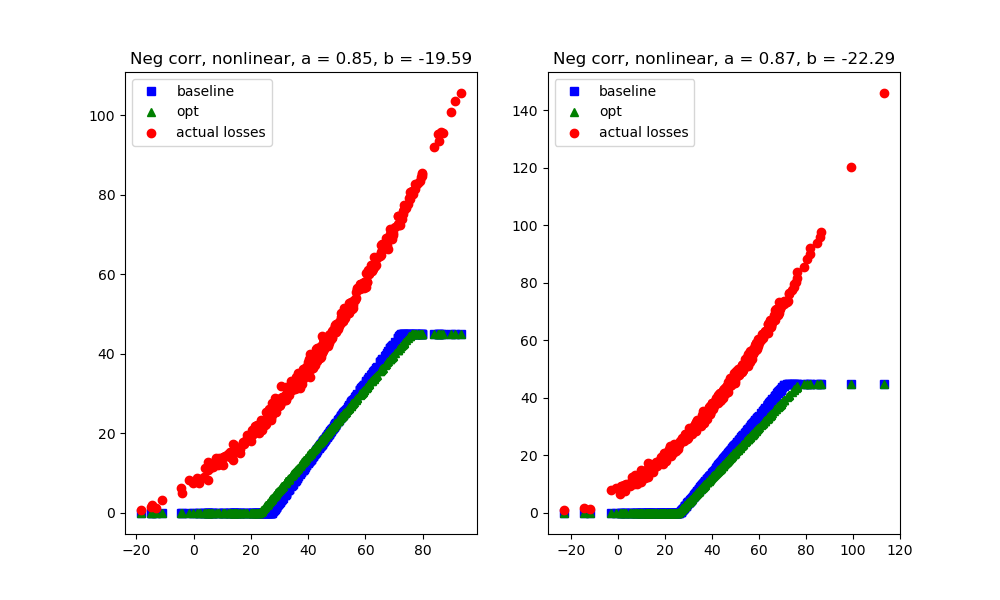 Neg corr, nonlinear, a = 0.85, b = -19.59
baseline
opt
actual losses
100
80
60
40
20
0
−20 0 20 40 60 80
Neg corr, nonlinear, a = 0.87, b = -22.29
baseline
opt
actual losses
140
120
100
80
60
40
20
0
−20 0 20 40 60 80 100 120